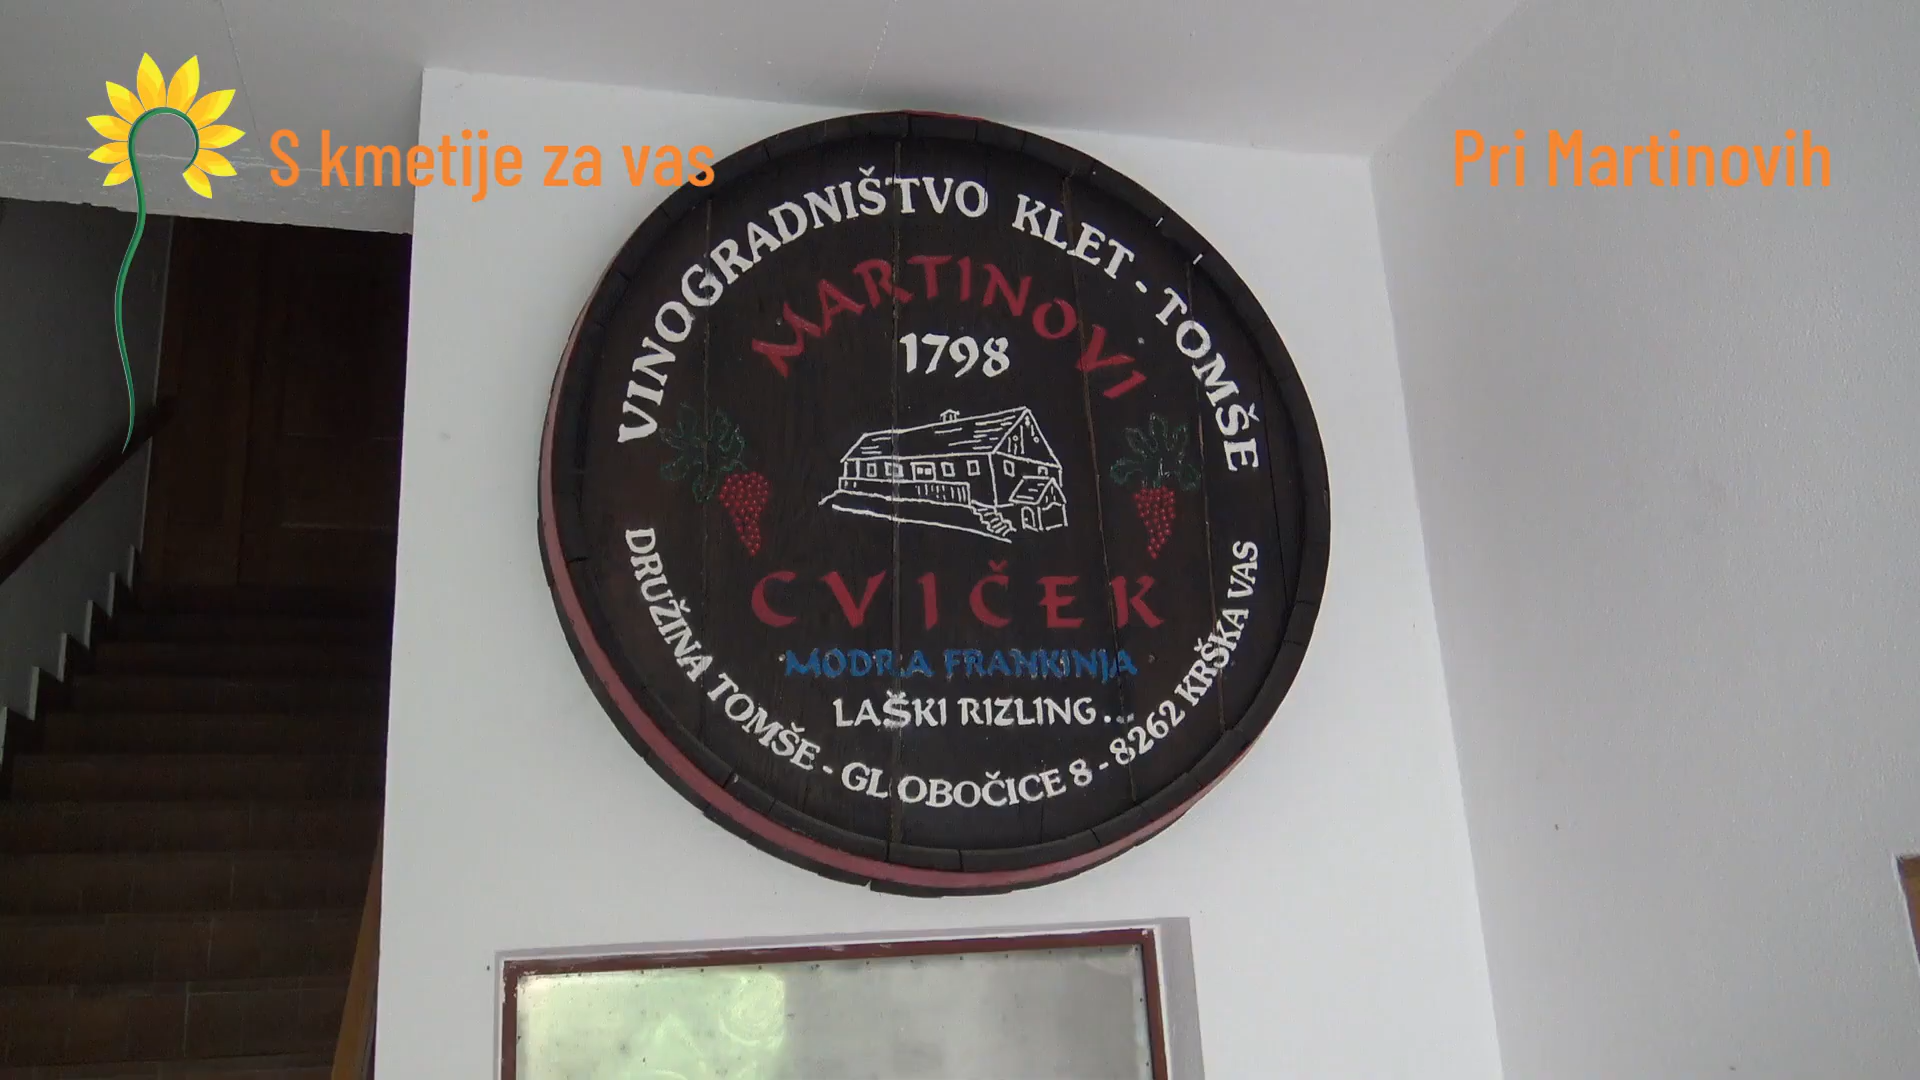 S kmetije za vas
Pri Martinovih
VINOGRADNIŠTVO KLET - TOMŠE
MARTINOVI
1798
CVIČEK
MODRA FRANKINJA
LAŠKI RIZLING...
DRUŽINA TOMŠE - GLOBOČICE 8 - 8262 KRŠKA VAS